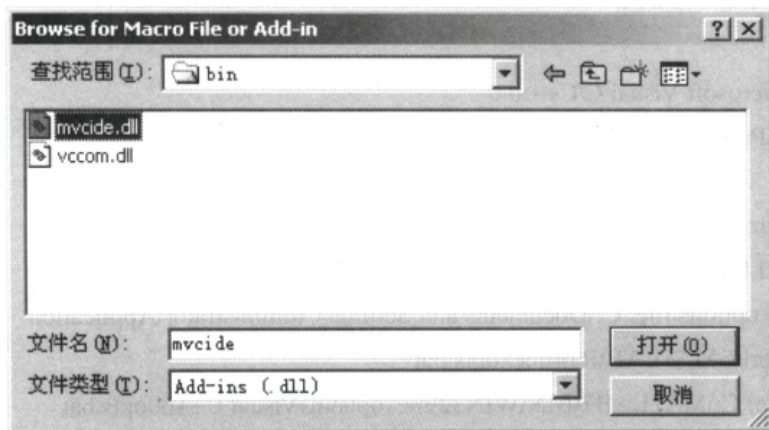 Browse for Macro File or Add-in
查找范围(I): bin
mvcide.dll
vccom.dll
文件名(N): mvcide
打开(O)
文件类型(T): Add-ins (.dll)
取消